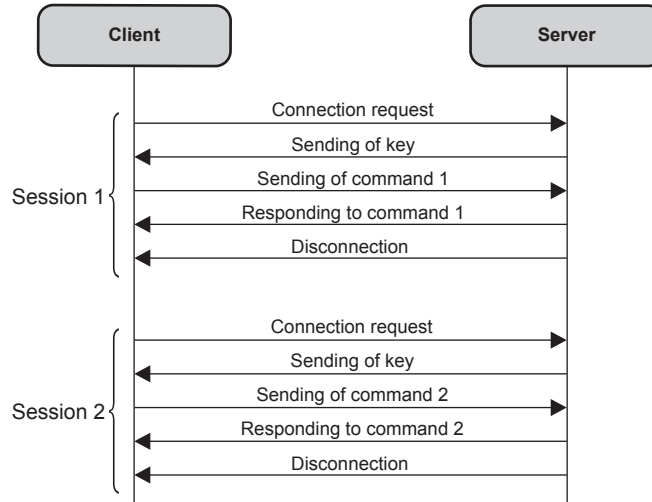 Client
Server
Connection request
Sending of key
Session 1
Sending of command 1
Responding to command 1
Disconnection
Connection request
Sending of key
Session 2
Sending of command 2
Responding to command 2
Disconnection